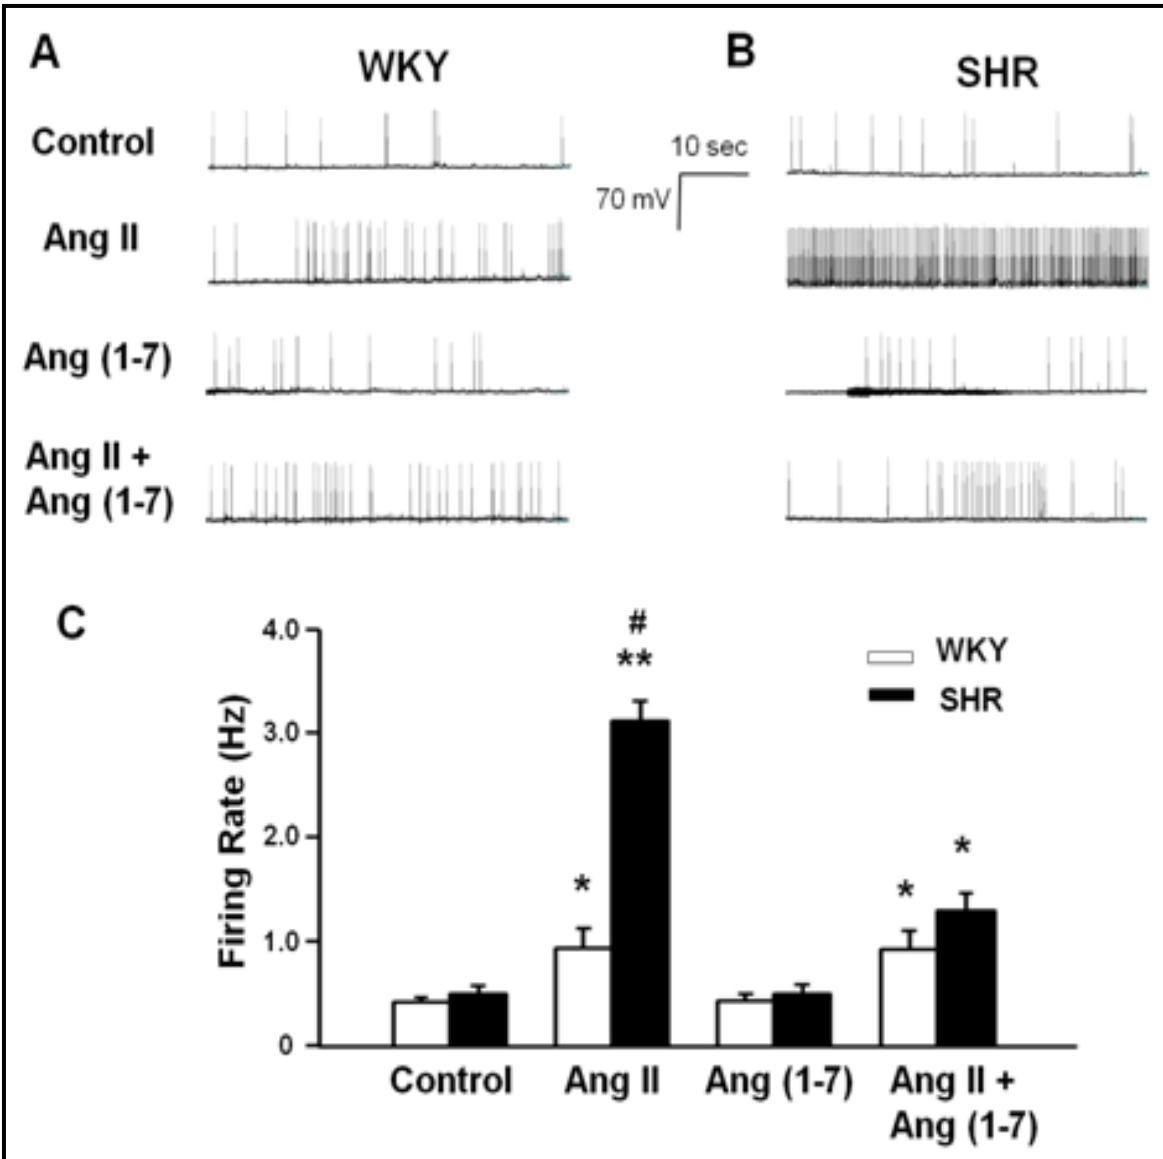 A
WKY
B
SHR
Control
10 sec
70 mV
Ang II
Ang (1-7)
Ang II +
Ang (1-7)
C
4.0
3.0
2.0
1.0
0
Firing Rate (Hz)
#
**
*
*
*
WKY
SHR
Control
Ang II
Ang (1-7)
Ang II +
Ang (1-7)